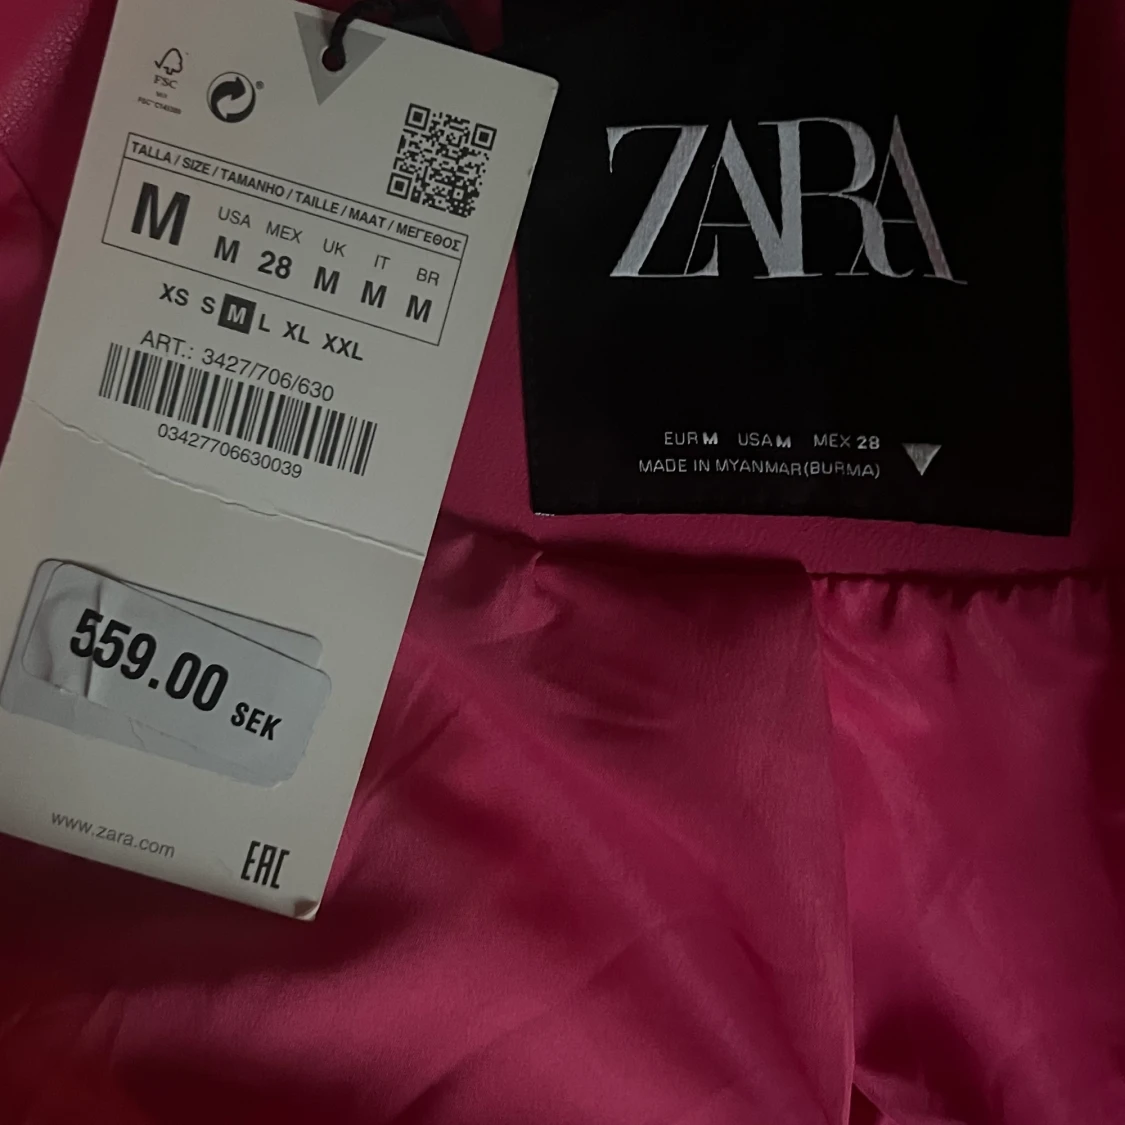 FSC
MIX
TALLA / SIZE / TAMANHO / TAILLE / MAAT / ΜΕΓΕΘΟΣ
M
USA MEX UK IT BR
M 28 M M M
XS S M L XL XXL
ART.: 3427/706/630
03427706630039
559.00 SEK
www.zara.com
EAC
ZARA
EUR M USA M MEX 28
MADE IN MYANMAR(BURMA)